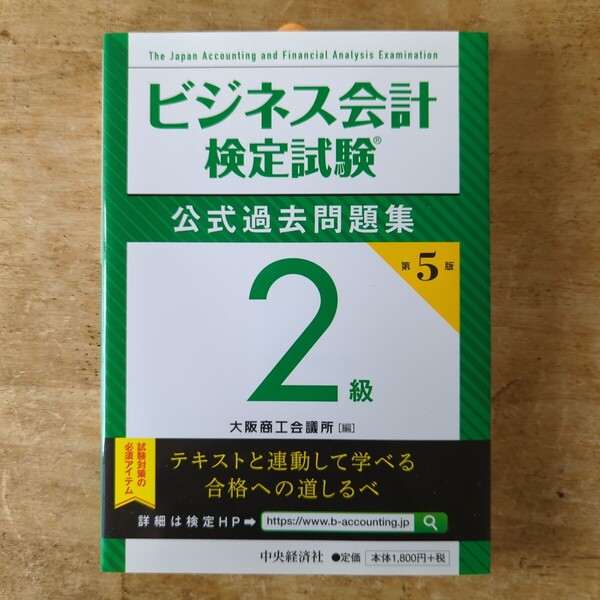 The Japan Accounting and Financial Analysis Examination
ビジネス会計
検定試験®
公式過去問題集
第5版
2級
大阪商工会議所[編]
試験対策の
必須アイテム
テキストと連動して学べる
合格への道しるべ
詳細は検定HP➡ https://www.b-accounting.jp
中央経済社 ●定価 本体1,800円+税